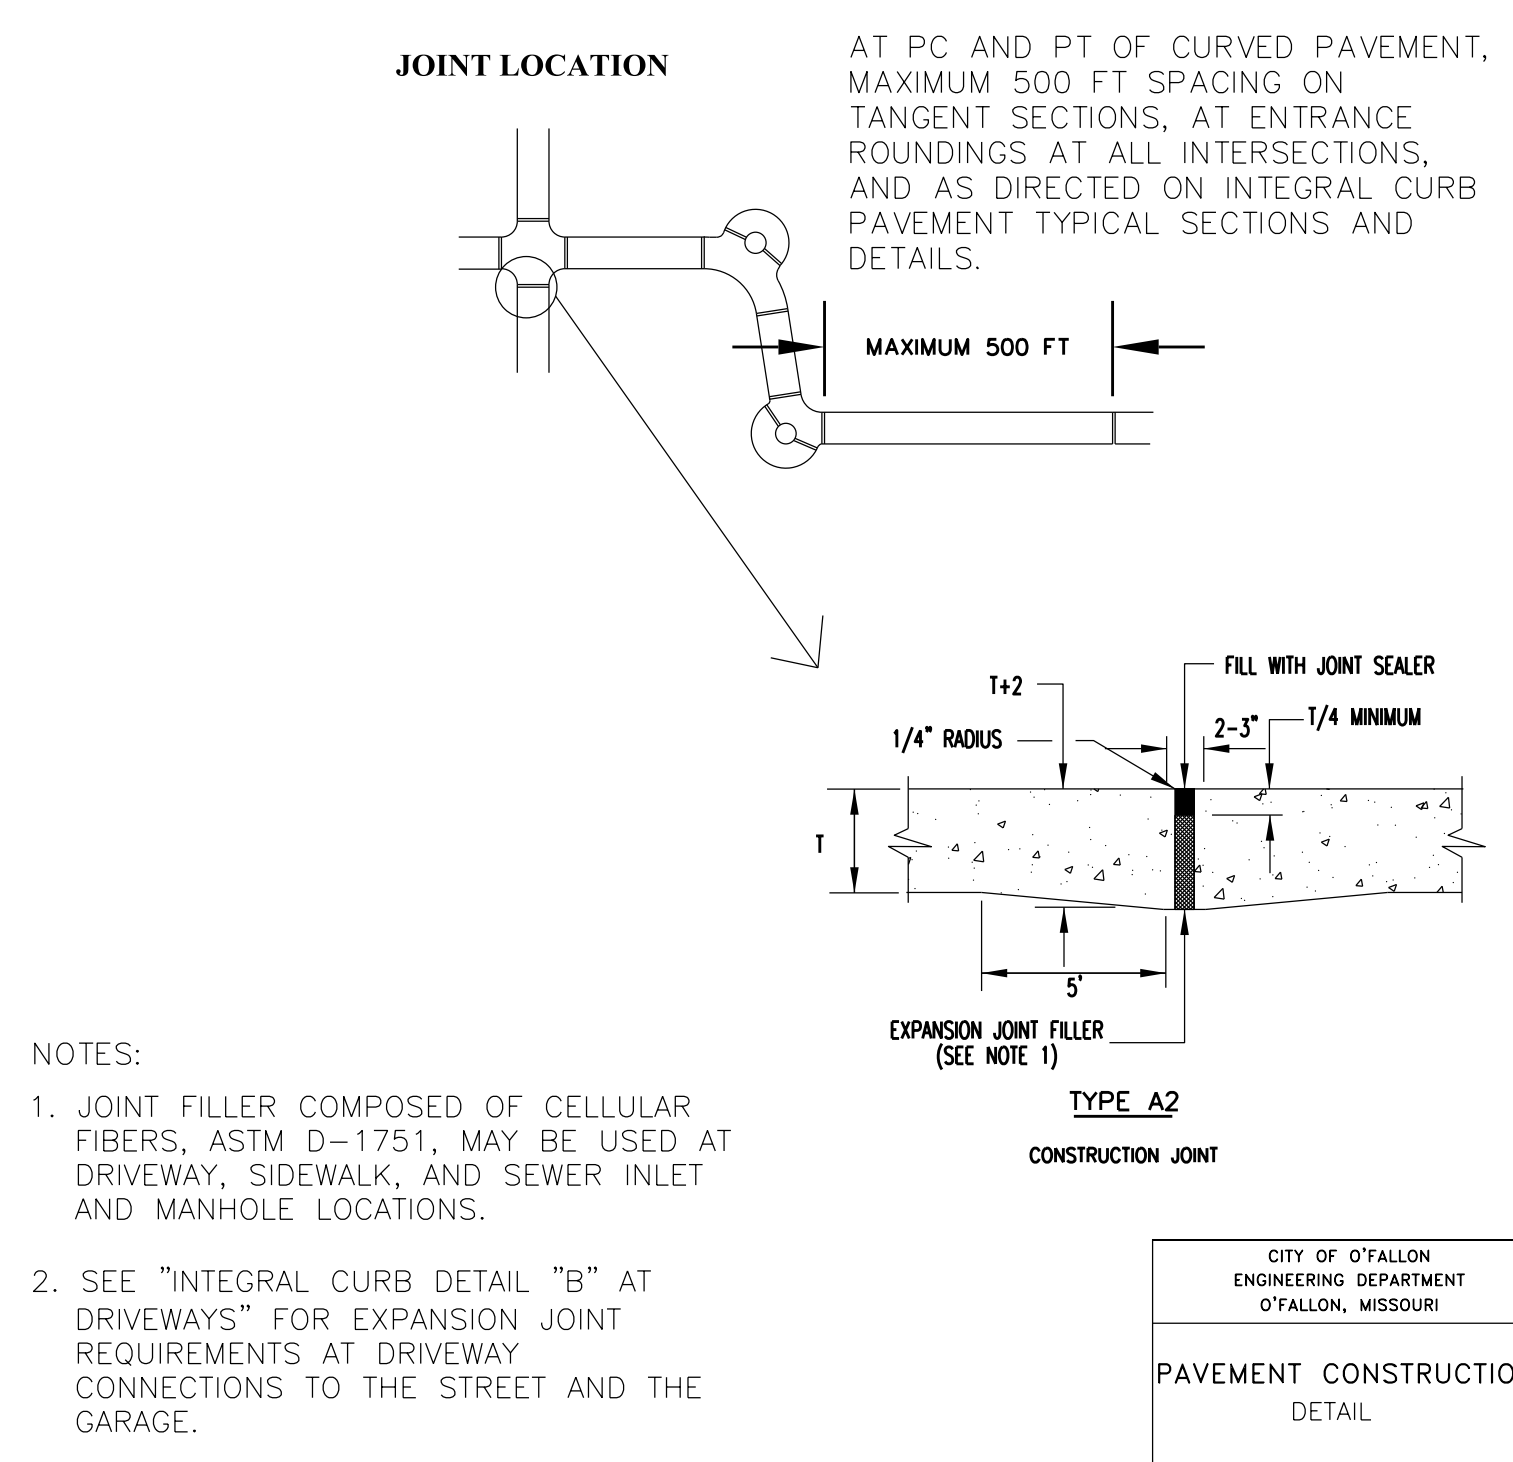 JOINT LOCATION
AT PC AND PT OF CURVED PAVEMENT,
MAXIMUM 500 FT SPACING ON
TANGENT SECTIONS, AT ENTRANCE
ROUNDINGS AT ALL INTERSECTIONS,
AND AS DIRECTED ON INTEGRAL CURB
PAVEMENT TYPICAL SECTIONS AND
DETAILS.
MAXIMUM 500 FT
FILL WITH JOINT SEALER
T+2
T/4 MINIMUM
2-3"
1/4" RADIUS
T
5'
EXPANSION JOINT FILLER
(SEE NOTE 1)
TYPE A2
CONSTRUCTION JOINT
NOTES:
1. JOINT FILLER COMPOSED OF CELLULAR
FIBERS, ASTM D-1751, MAY BE USED AT
DRIVEWAY, SIDEWALK, AND SEWER INLET
AND MANHOLE LOCATIONS.
2. SEE "INTEGRAL CURB DETAIL "B" AT
DRIVEWAYS" FOR EXPANSION JOINT
REQUIREMENTS AT DRIVEWAY
CONNECTIONS TO THE STREET AND THE
GARAGE.
CITY OF O'FALLON
ENGINEERING DEPARTMENT
O'FALLON, MISSOURI
PAVEMENT CONSTRUCTIO
DETAIL